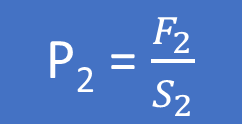 P₂ = F₂/S₂